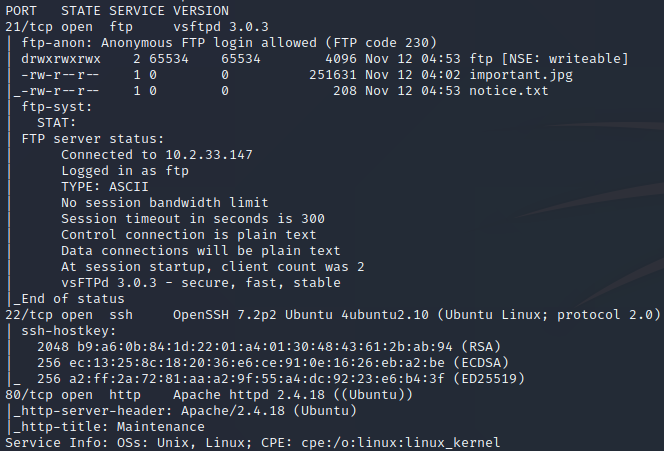 PORT   STATE SERVICE VERSION
21/tcp open  ftp     vsftpd 3.0.3
| ftp-anon: Anonymous FTP login allowed (FTP code 230)
| drwxrwxrwx    2 65534    65534        4096 Nov 12 04:53 ftp [NSE: writeable]
| -rw-r--r--    1 0        0          251631 Nov 12 04:02 important.jpg
|_-rw-r--r--    1 0        0             208 Nov 12 04:53 notice.txt
| ftp-syst:
|   STAT:
| FTP server status:
|      Connected to 10.2.33.147
|      Logged in as ftp
|      TYPE: ASCII
|      No session bandwidth limit
|      Session timeout in seconds is 300
|      Control connection is plain text
|      Data connections will be plain text
|      At session startup, client count was 2
|      vsFTPd 3.0.3 - secure, fast, stable
|_End of status
22/tcp open  ssh     OpenSSH 7.2p2 Ubuntu 4ubuntu2.10 (Ubuntu Linux; protocol 2.0)
| ssh-hostkey:
|   2048 b9:a6:0b:84:1d:22:01:a4:01:30:48:43:61:2b:ab:94 (RSA)
|   256 ec:13:25:8c:18:20:36:e6:ce:91:0e:16:26:eb:a2:be (ECDSA)
|_  256 a2:ff:2a:72:81:aa:a2:9f:55:a4:dc:92:23:e6:b4:3f (ED25519)
80/tcp open  http    Apache httpd 2.4.18 ((Ubuntu))
|_http-server-header: Apache/2.4.18 (Ubuntu)
|_http-title: Maintenance
Service Info: OSs: Unix, Linux; CPE: cpe:/o:linux:linux_kernel